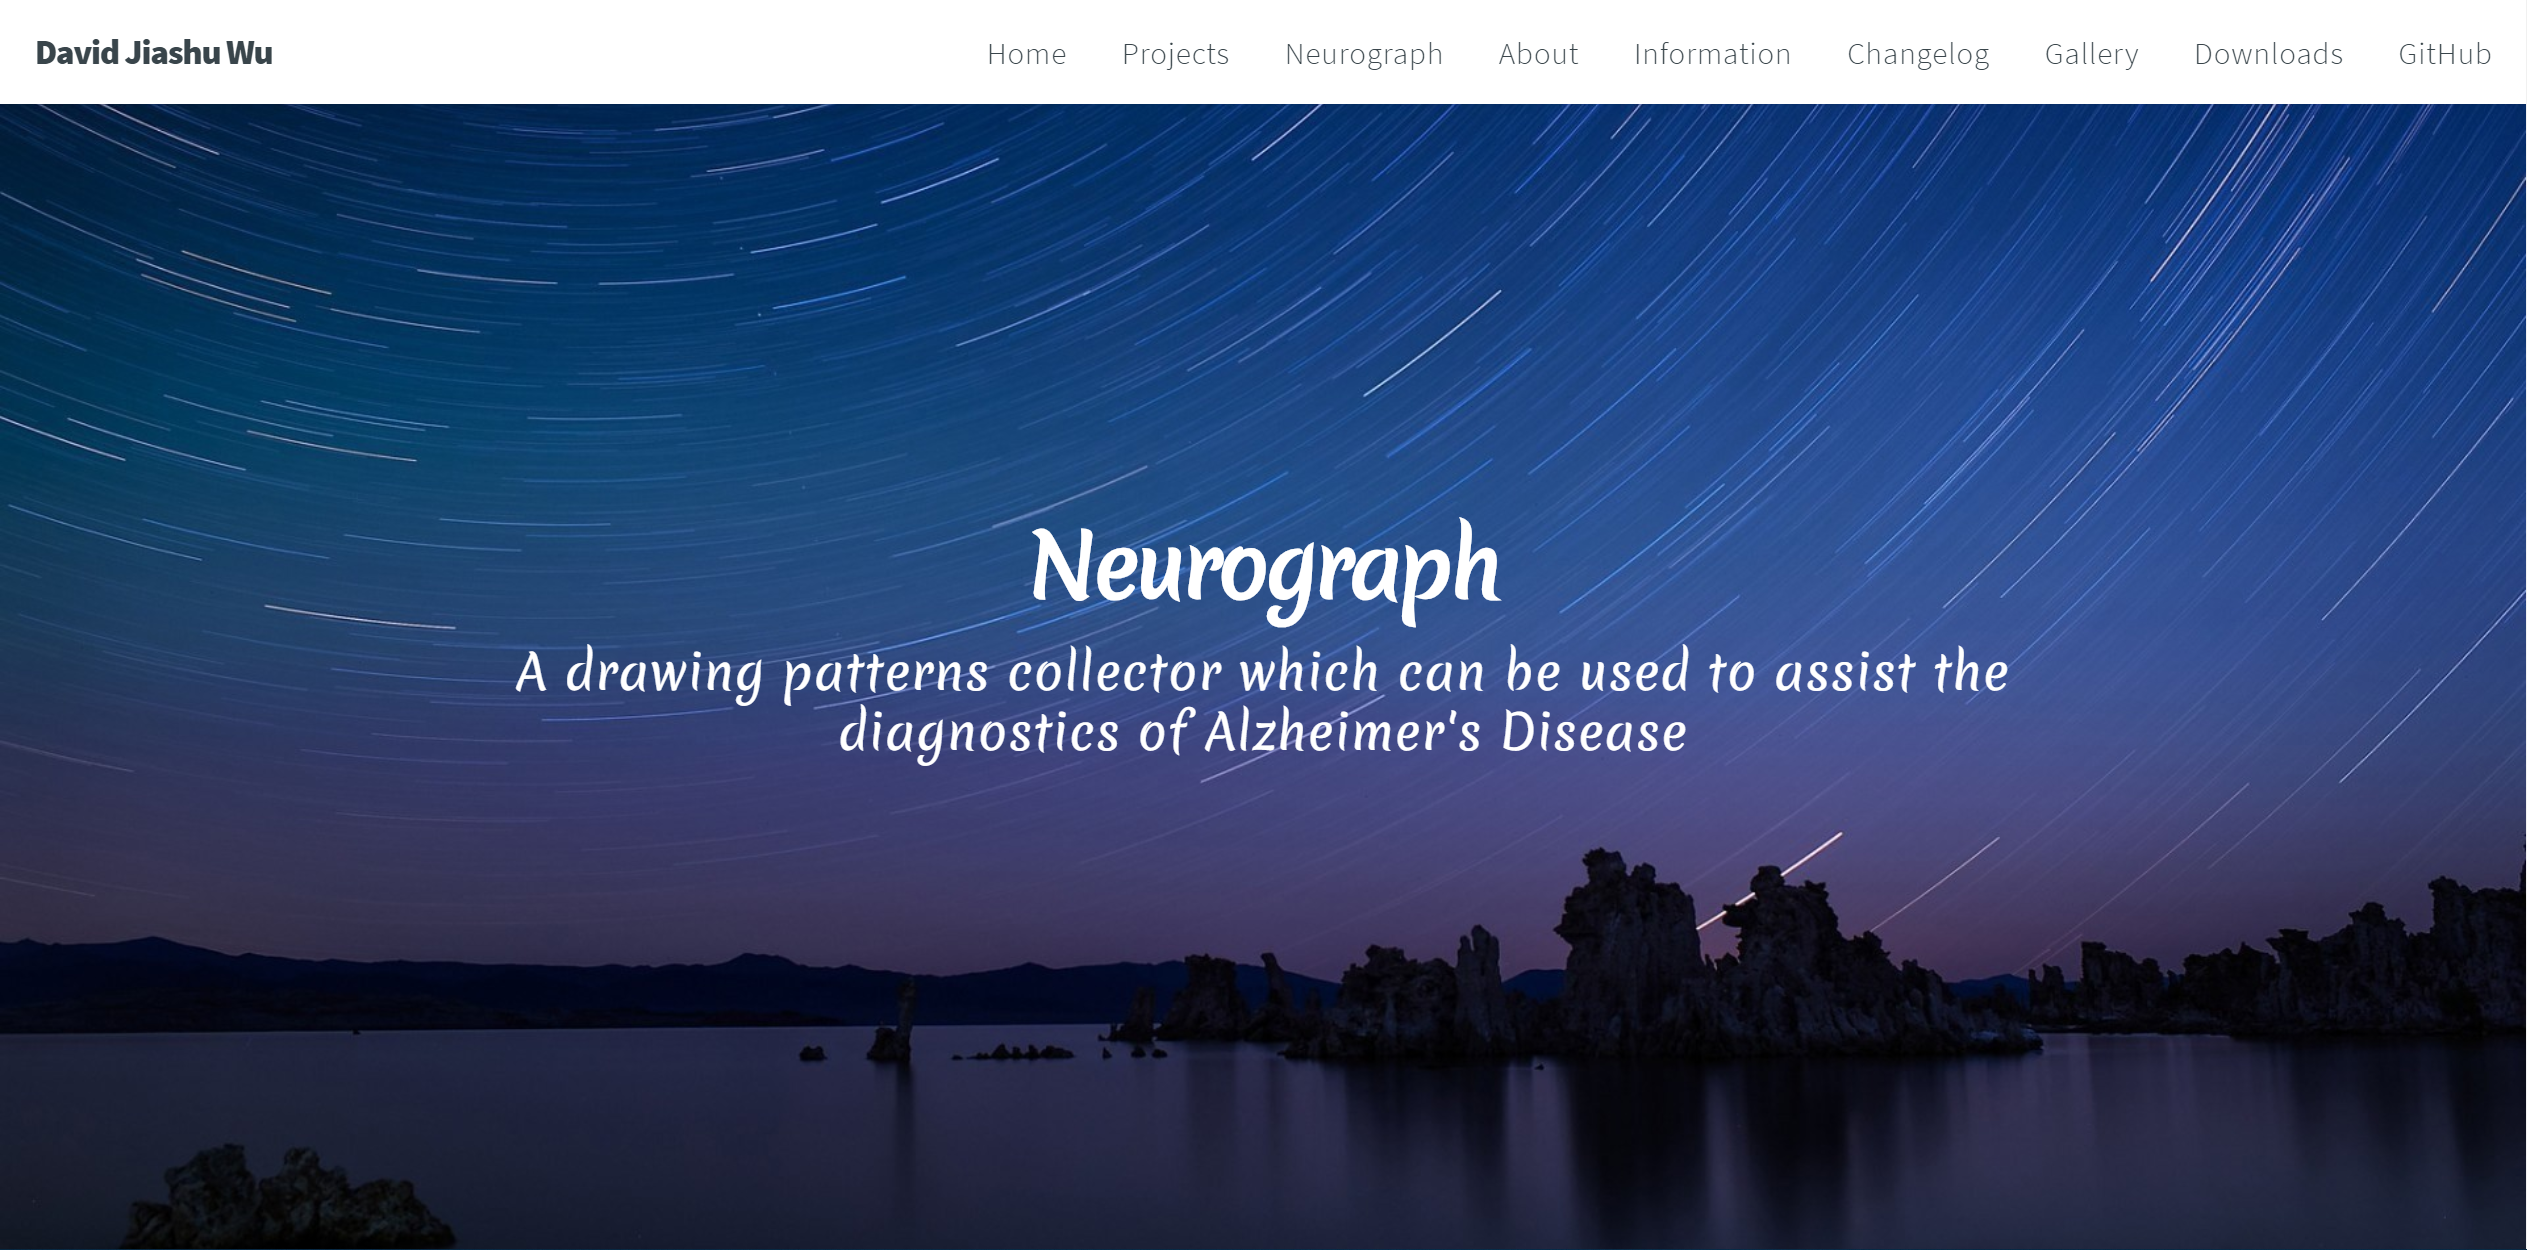 David Jiashu Wu
Home Projects Neurograph About Information Changelog Gallery Downloads GitHub
Neurograph
A drawing patterns collector which can be used to assist the
diagnostics of Alzheimer's Disease